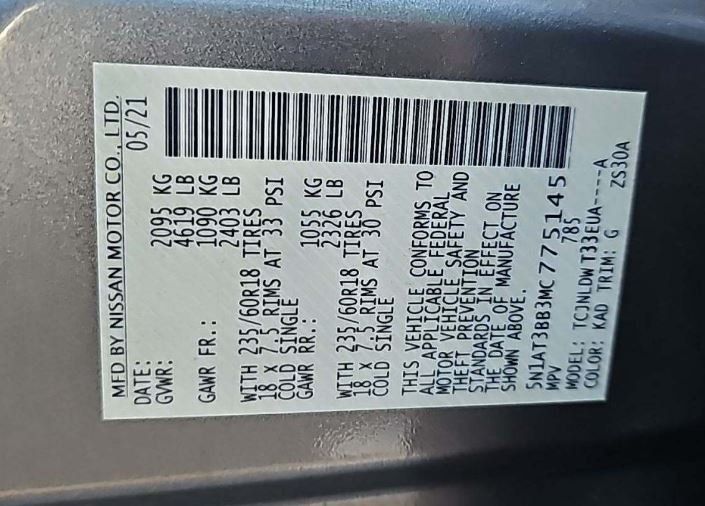 MFD BY NISSAN MOTOR CO., LTD.
DATE: 05/21
GVWR: 2095 KG
4619 LB
GAWR FR.: 1090 KG
2403 LB
WITH 235/60R18 TIRES
18 X 7.5 RIMS AT 33 PSI
COLD SINGLE
GAWR RR.: 1055 KG
2326 LB
WITH 235/60R18 TIRES
18 X 7.5 RIMS AT 30 PSI
COLD SINGLE
THIS VEHICLE CONFORMS TO
ALL APPLICABLE FEDERAL
MOTOR VEHICLE SAFETY AND
THEFT PREVENTION
STANDARDS IN EFFECT ON
THE DATE OF MANUFACTURE
SHOWN ABOVE.
5N1AT3BB3MC775145
MPV 785
MODEL: TCJNLDWT33EUA----A
COLOR: KAD TRIM: G ZS30A